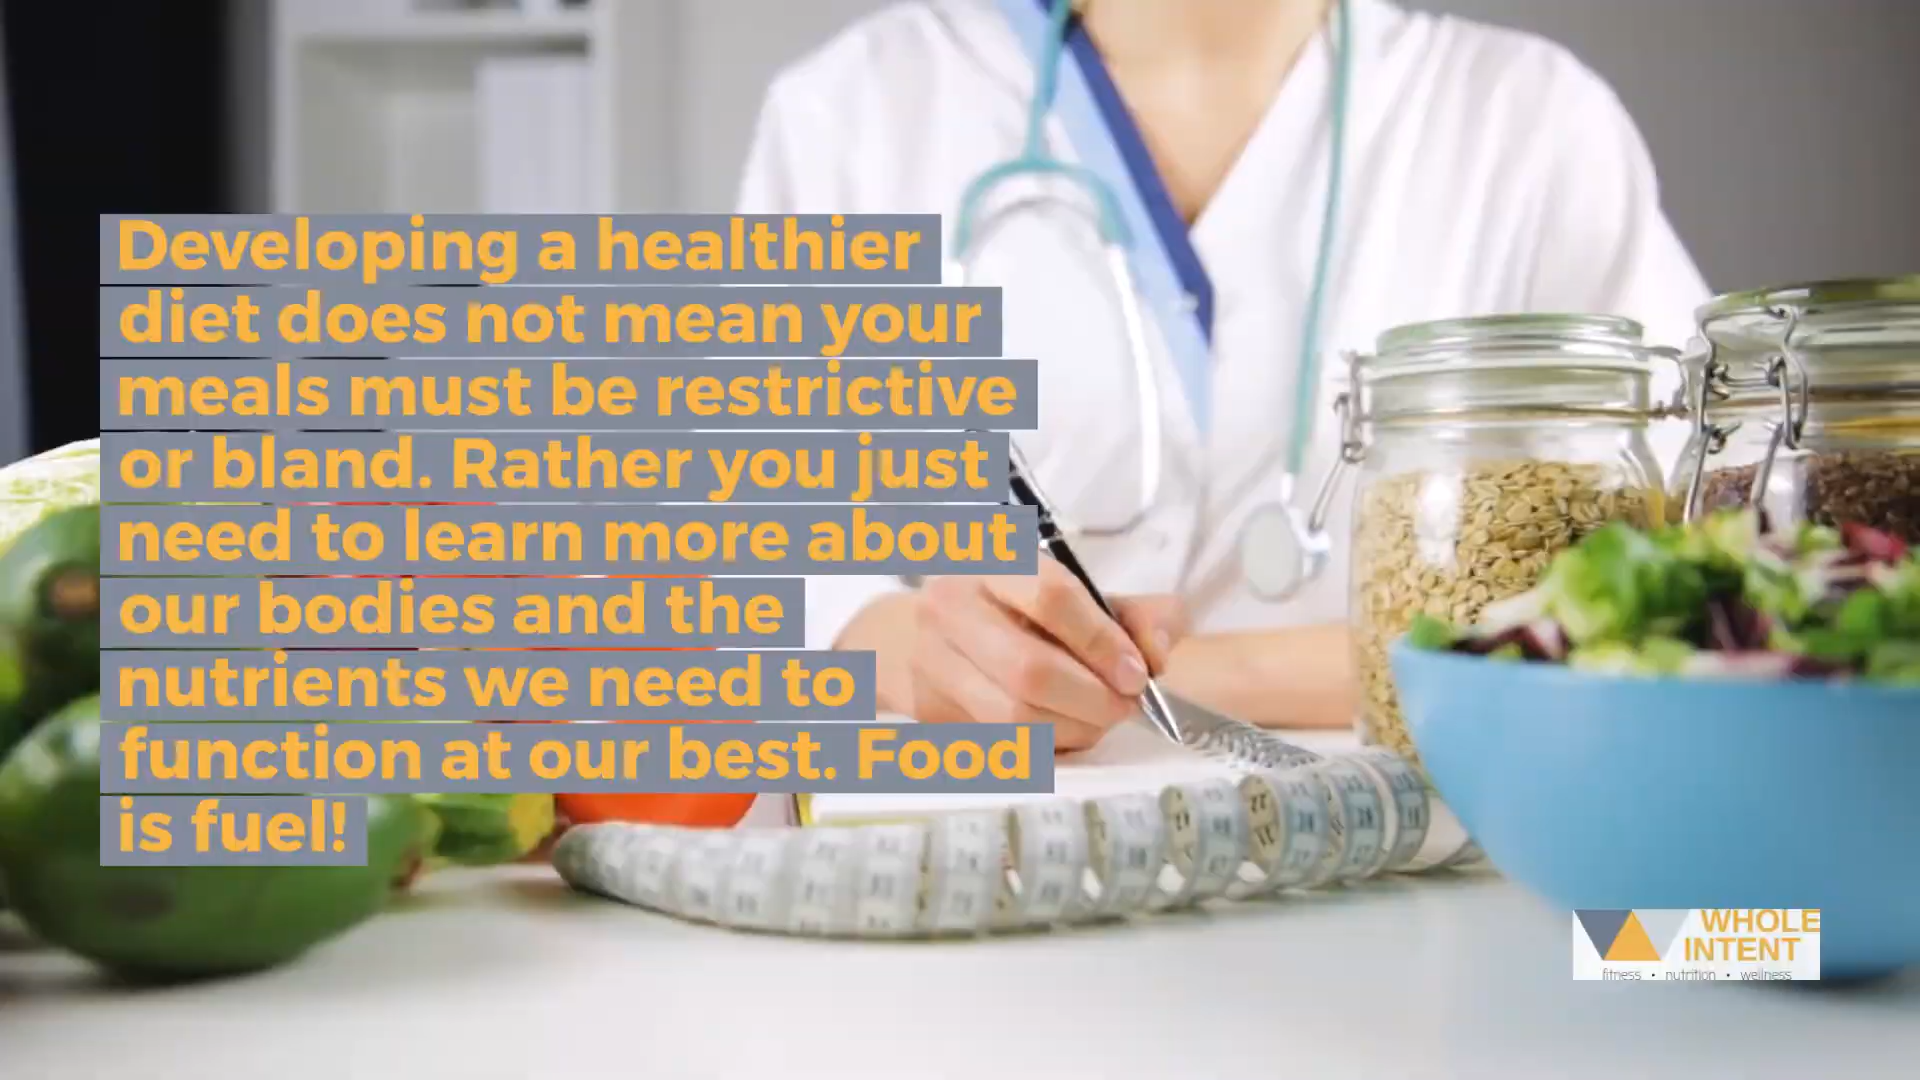 Developing a healthier
diet does not mean your
meals must be restrictive
or bland. Rather you just
need to learn more about
our bodies and the
nutrients we need to
function at our best. Food
is fuel!
WHOLE
INTENT
fitness • nutrition • wellness